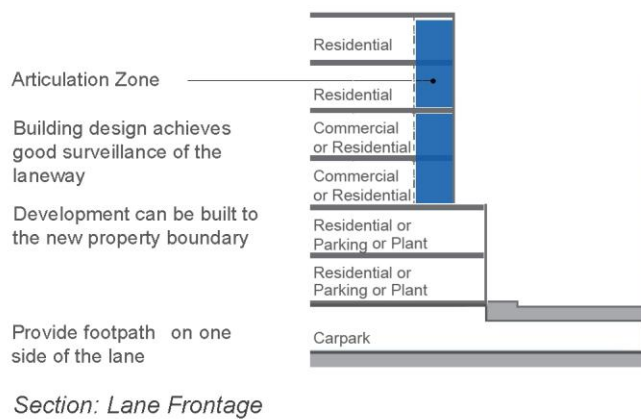 Residential
Articulation Zone
Residential
Building design achieves
good surveillance of the
laneway
Commercial
or Residential
Commercial
or Residential
Development can be built to
the new property boundary
Residential or
Parking or Plant
Residential or
Parking or Plant
Provide footpath on one
side of the lane
Carpark
Section: Lane Frontage